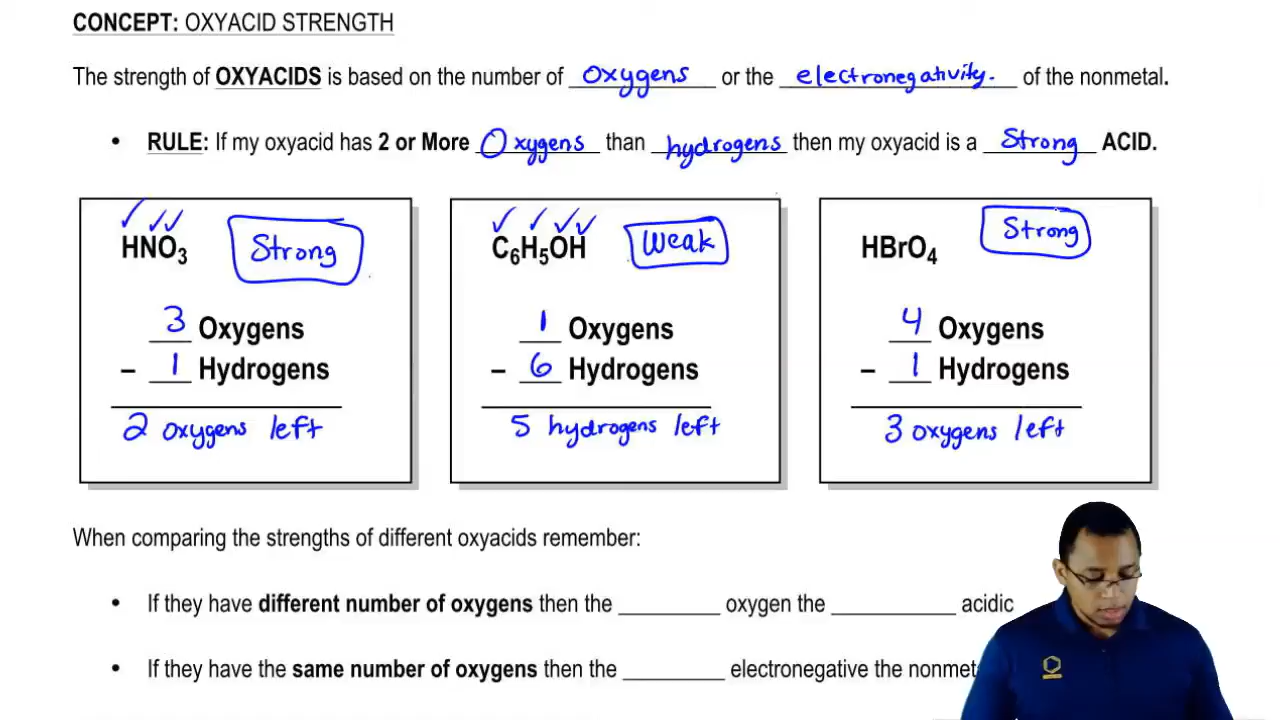 CONCEPT: OXYACID STRENGTH
The strength of OXYACIDS is based on the number of oxygens or the electronegativity. of the nonmetal.
• RULE: If my oxyacid has 2 or More Oxygens than hydrogens then my oxyacid is a Strong ACID.
HNO₃ Strong
3 Oxygens
– 1 Hydrogens
2 oxygens left
C₆H₅OH Weak
1 Oxygens
– 6 Hydrogens
5 hydrogens left
HBrO₄ Strong
4 Oxygens
– 1 Hydrogens
3 oxygens left
When comparing the strengths of different oxyacids remember:
• If they have different number of oxygens then the ________ oxygen the __________ acidic
• If they have the same number of oxygens then the ________ electronegative the nonmet